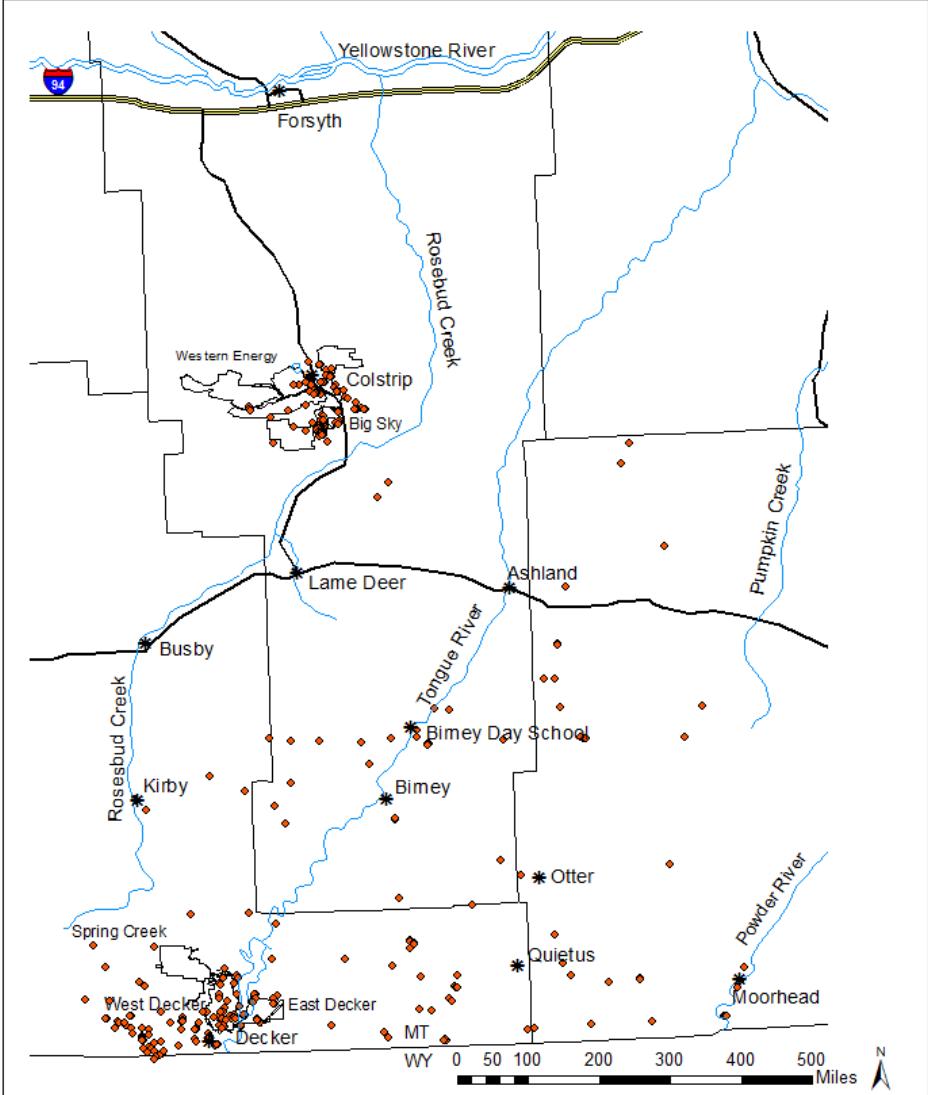 Yellowstone River
94
Forsyth
Rosebud Creek
Western Energy
Colstrip
Big Sky
Pumpkin Creek
Lame Deer
Ashland
Busby
Tongue River
Rosesbud Creek
Birney Day School
Kirby
Birney
Otter
Powder River
Spring Creek
Quietus
West Decker
East Decker
Moorhead
Decker
MT
WY
0 50 100 200 300 400 500
Miles
N